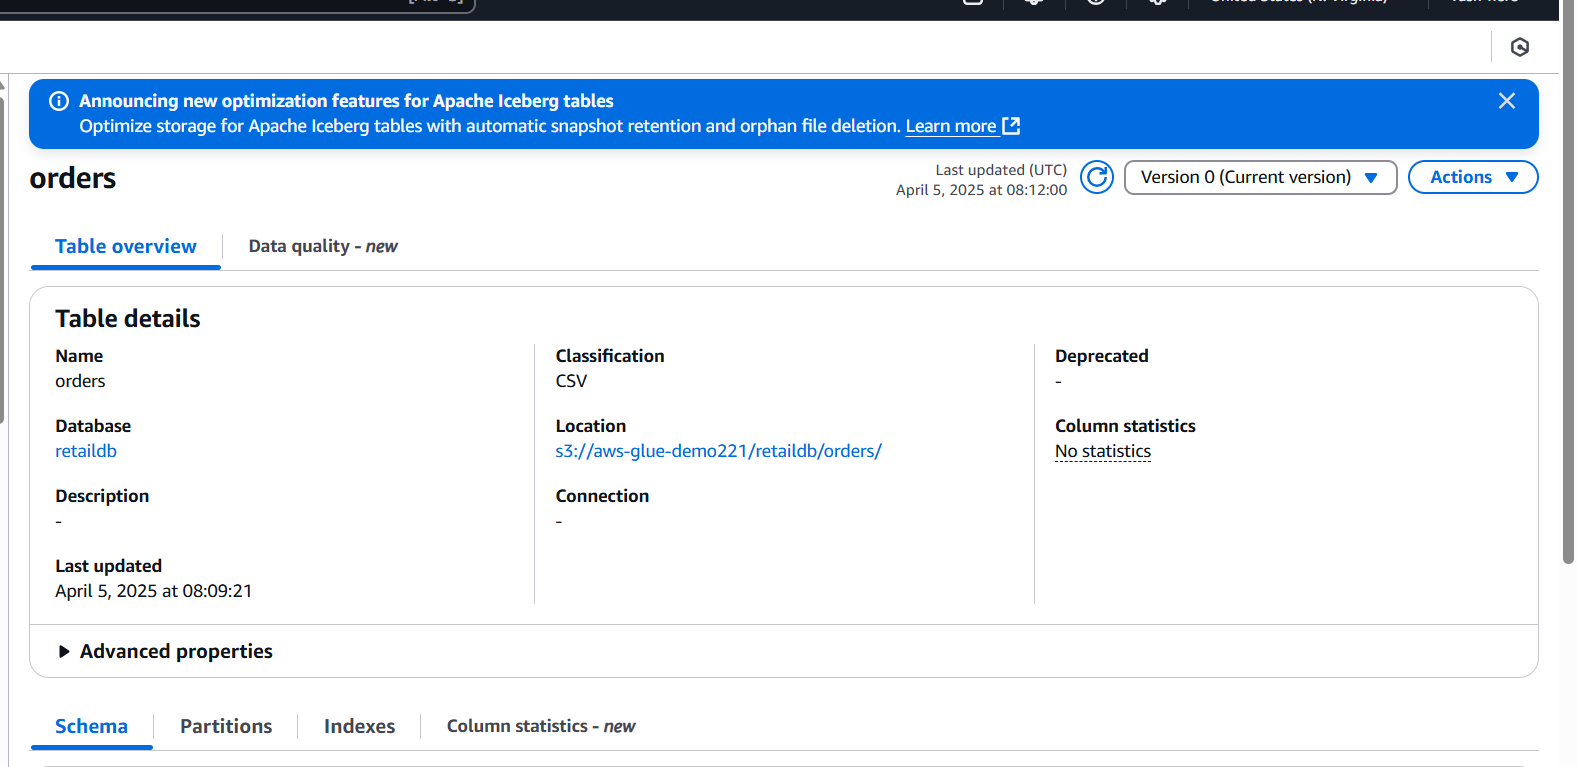 Announcing new optimization features for Apache Iceberg tables
Optimize storage for Apache Iceberg tables with automatic snapshot retention and orphan file deletion. Learn more
orders
Last updated (UTC)
April 5, 2025 at 08:12:00
Version 0 (Current version)
Actions
Table overview
Data quality - new
Table details
Name
orders
Database
retaildb
Description
-
Last updated
April 5, 2025 at 08:09:21
Classification
CSV
Location
s3://aws-glue-demo221/retaildb/orders/
Connection
-
Deprecated
-
Column statistics
No statistics
Advanced properties
Schema
Partitions
Indexes
Column statistics - new